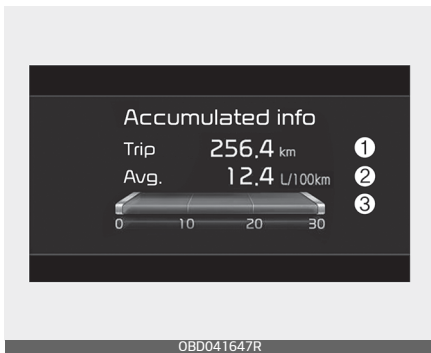 Accumulated info
Trip 256.4 km ①
Avg. 12.4 L/100km ②
③
0 10 20 30
OBD041647R